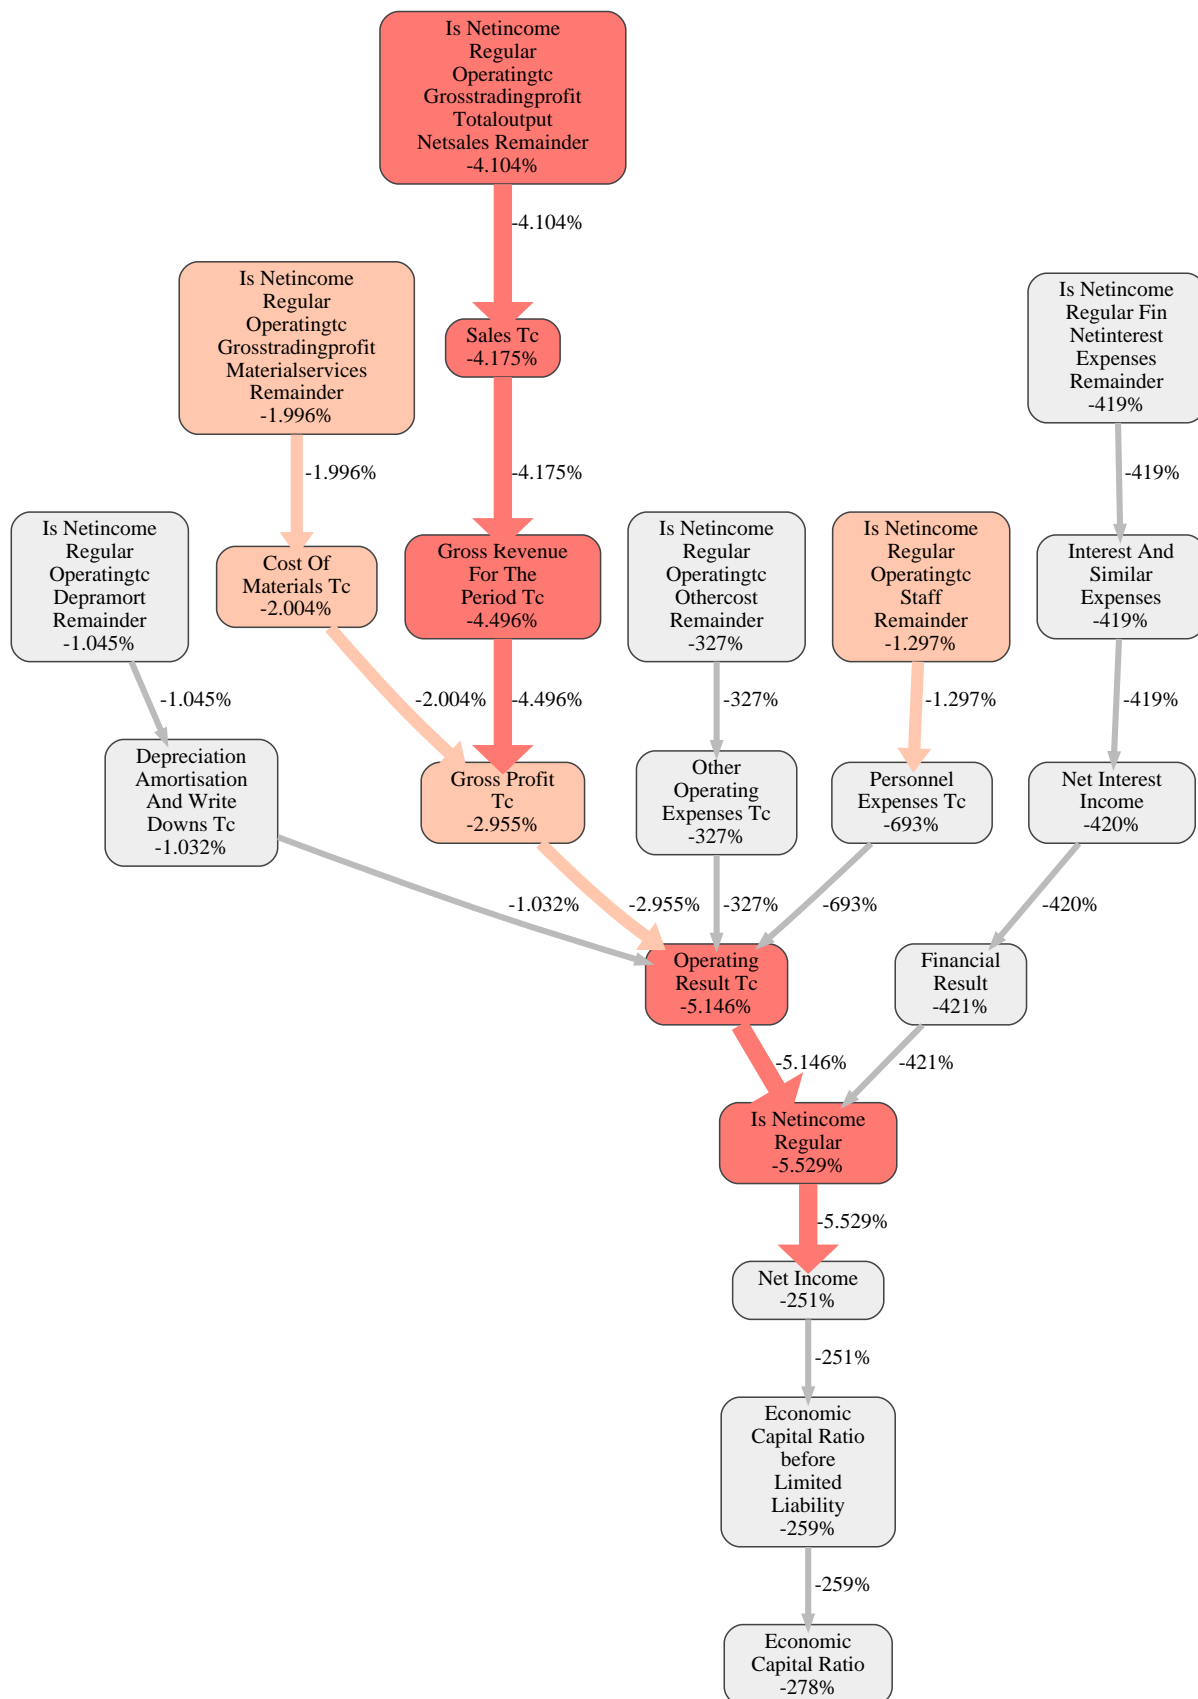 Is Netincome
Regular
Operatingtc
Grosstradingprofit
Totaloutput
Netsales Remainder
-4.104%
-4.104%
Is Netincome
Regular
Operatingtc
Grosstradingprofit
Materialservices
Remainder
-1.996%
Is Netincome
Regular Fin
Netinterest
Expenses
Remainder
-419%
Sales Tc
-4.175%
-1.996%
-4.175%
-419%
Is Netincome
Regular
Operatingtc
Depramort
Remainder
-1.045%
Cost Of
Materials Tc
-2.004%
Gross Revenue
For The
Period Tc
-4.496%
Is Netincome
Regular
Operatingtc
Othercost
Remainder
-327%
Is Netincome
Regular
Operatingtc
Staff
Remainder
-1.297%
Interest And
Similar
Expenses
-419%
-1.045%
-2.004%
-4.496%
-327%
-1.297%
-419%
Depreciation
Amortisation
And Write
Downs Tc
-1.032%
Gross Profit
Tc
-2.955%
Other
Operating
Expenses Tc
-327%
Personnel
Expenses Tc
-693%
Net Interest
Income
-420%
-1.032%
-2.955%
-327%
-693%
-420%
Operating
Result Tc
-5.146%
Financial
Result
-421%
-5.146%
-421%
Is Netincome
Regular
-5.529%
-5.529%
Net Income
-251%
-251%
Economic
Capital Ratio
before
Limited
Liability
-259%
-259%
Economic
Capital Ratio
-278%